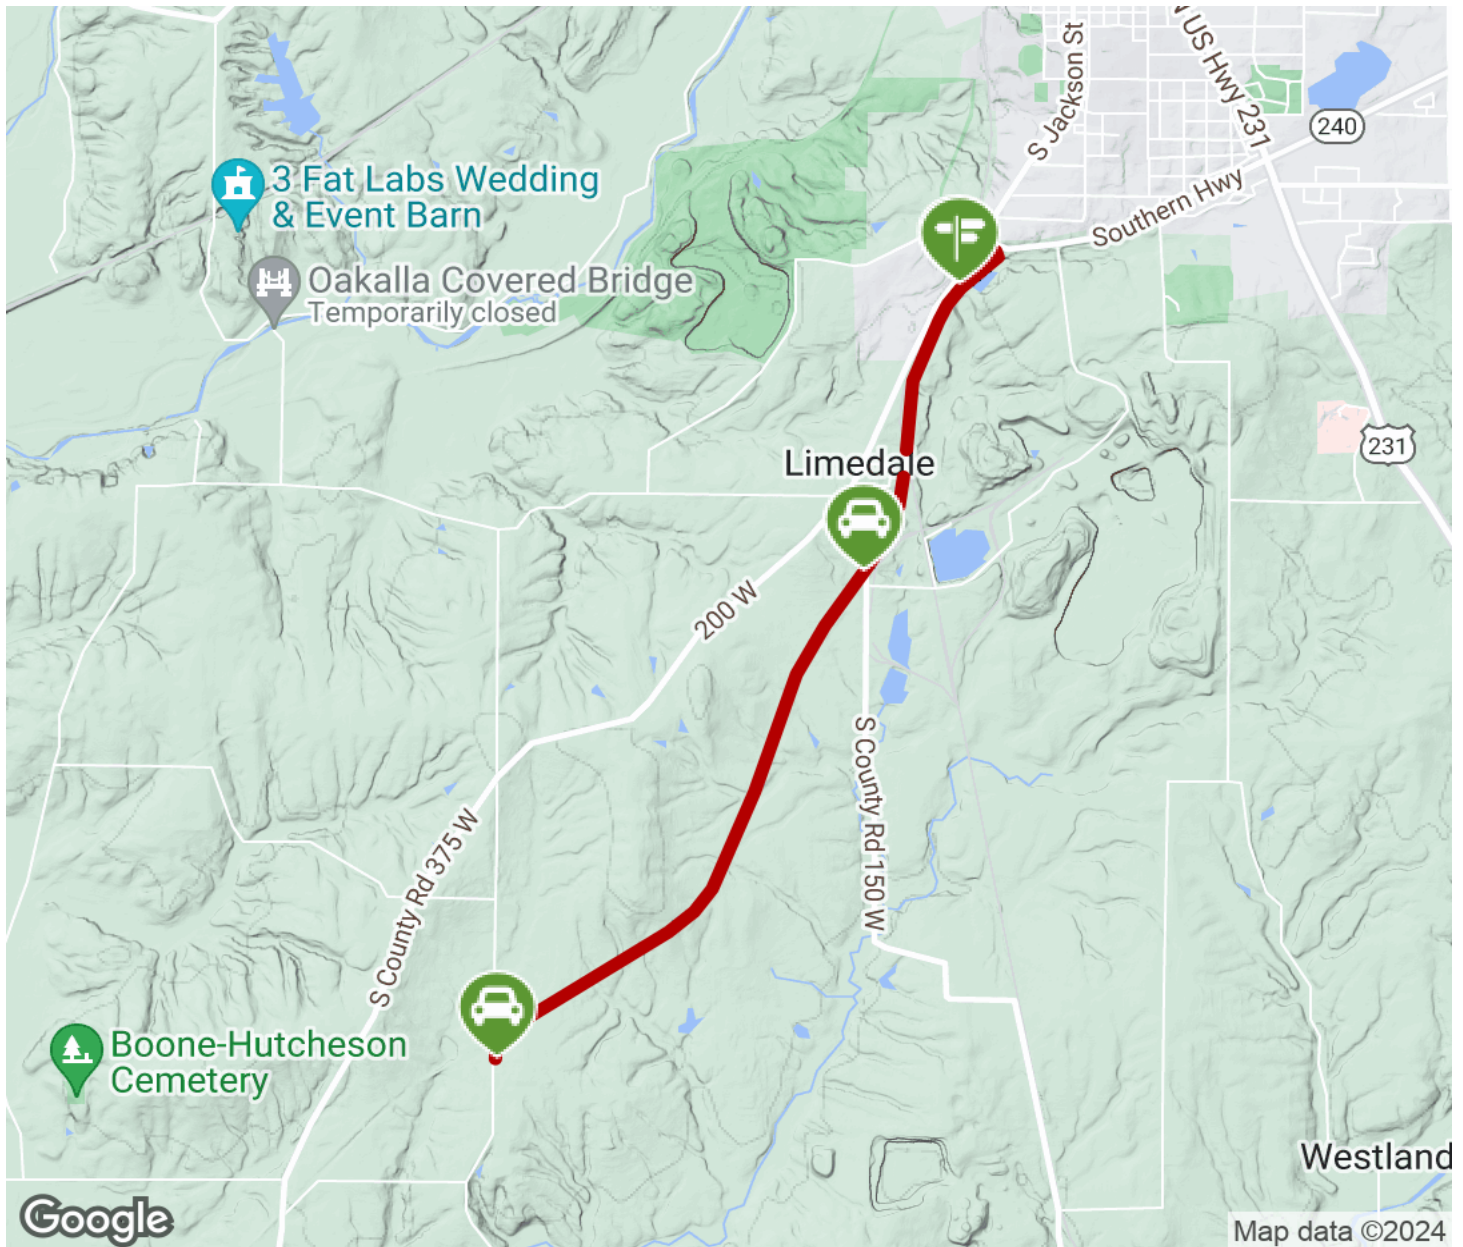 N US Hwy 231
S Jackson St
240
3 Fat Labs Wedding
& Event Barn
Southern Hwy
Oakalla Covered Bridge
Temporarily closed
231
Limedale
200 W
S County Rd 150 W
S County Rd 375 W
Boone-Hutcheson
Cemetery
Westland
Google
Map data ©2024